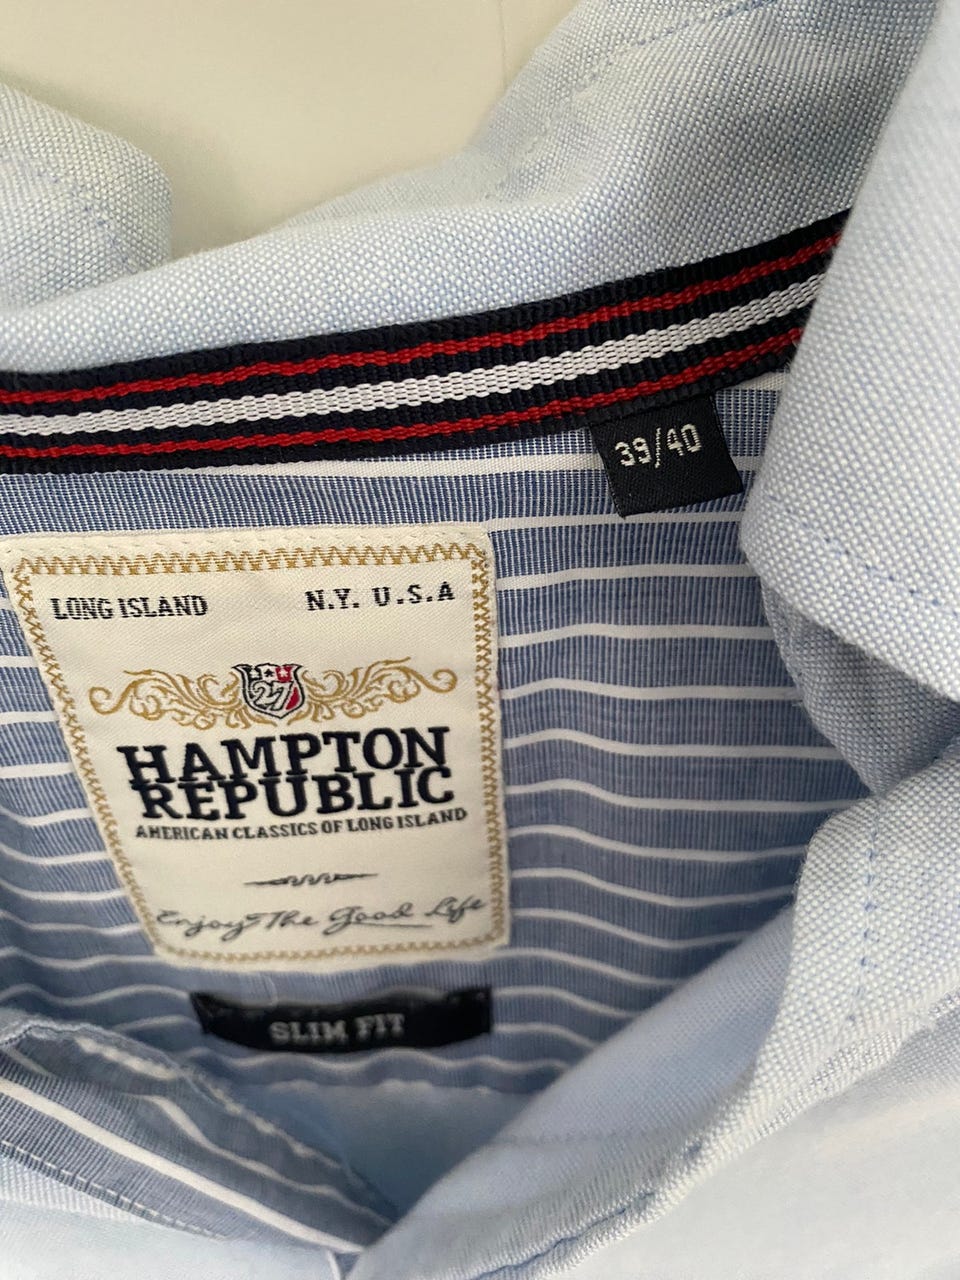 39/40
LONG ISLAND N.Y. U.S.A
27
HAMPTON
REPUBLIC
AMERICAN CLASSICS OF LONG ISLAND
Enjoy The Good Life
SLIM FIT